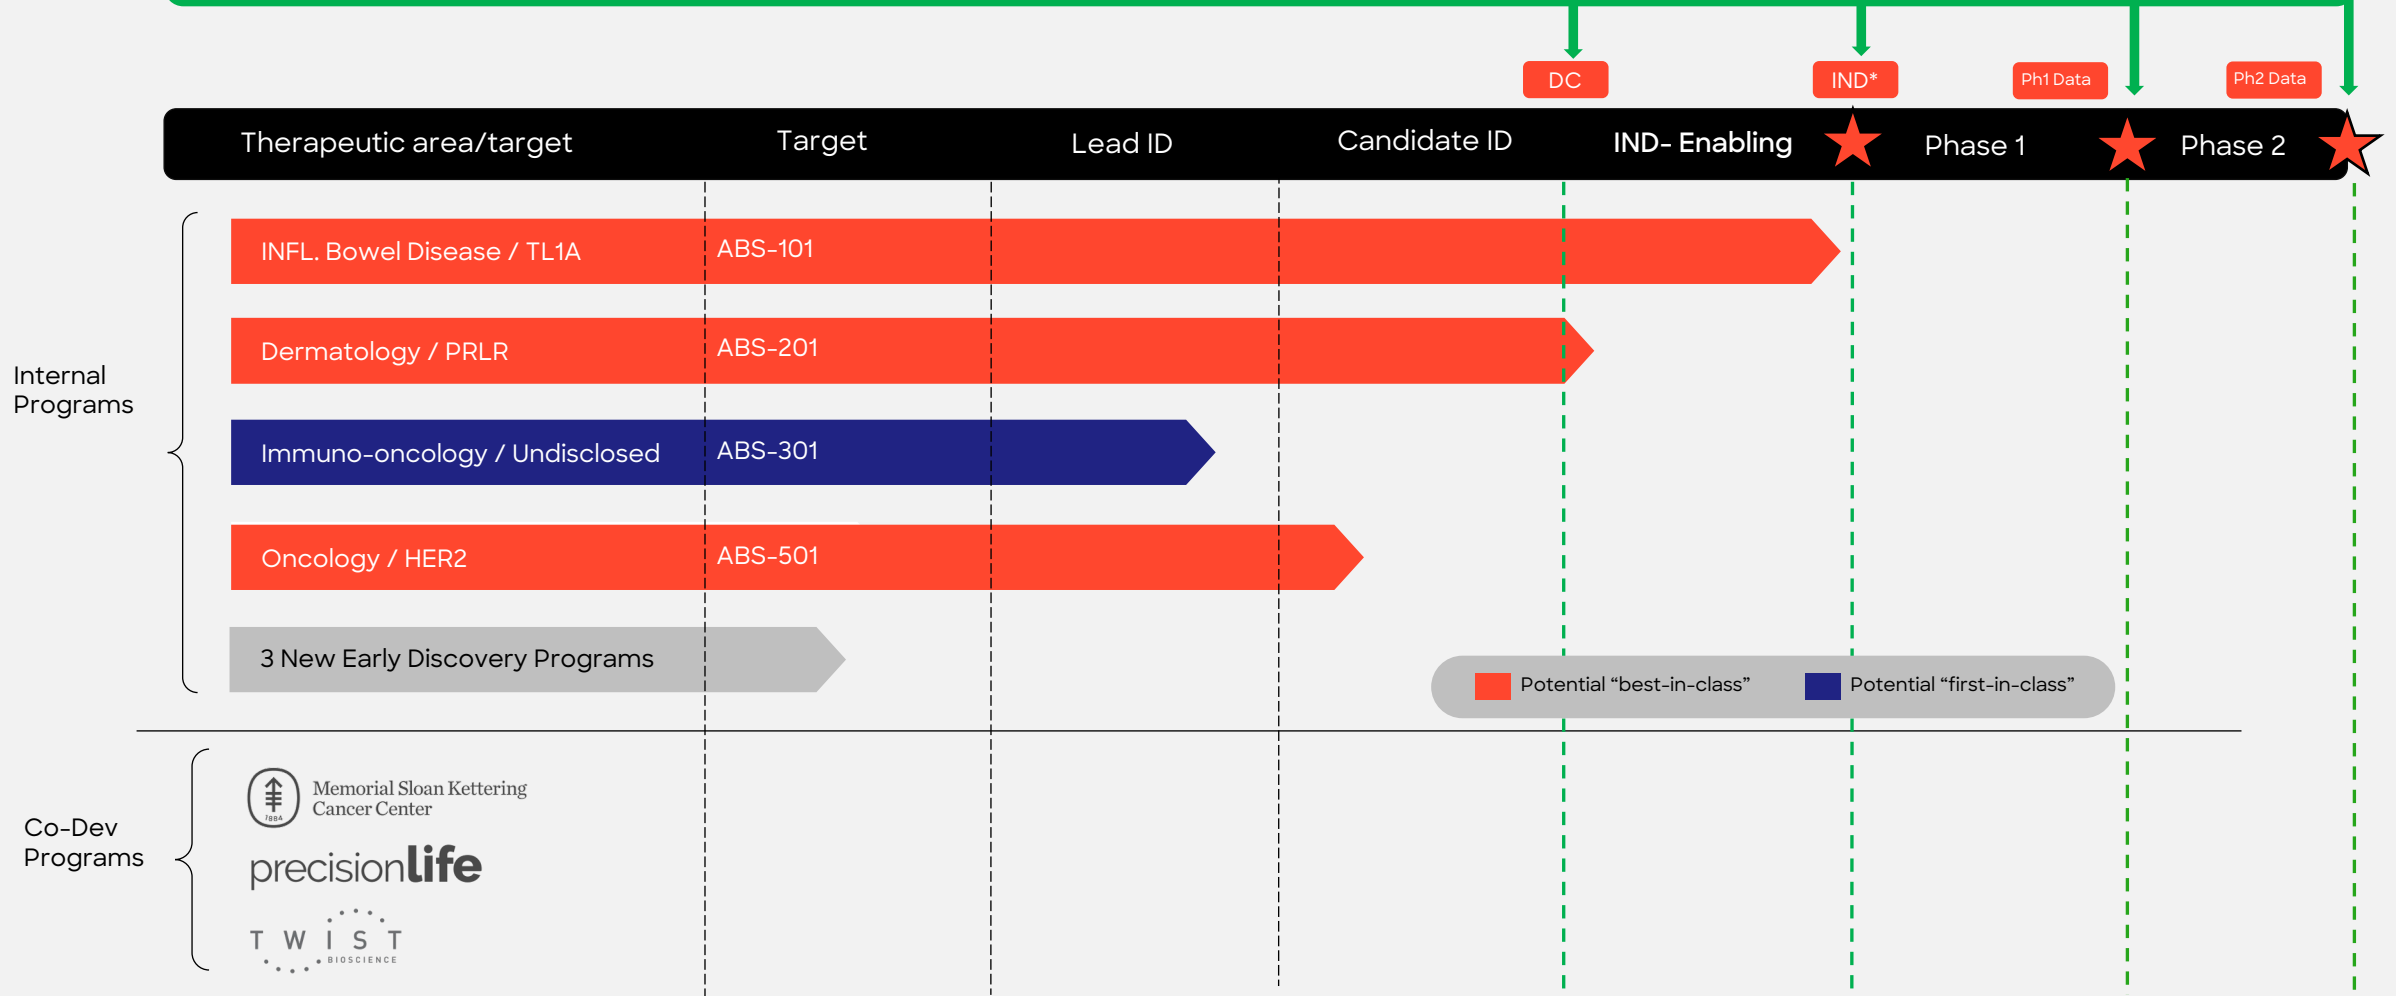 DC
IND*
Ph1 Data
Ph2 Data
Therapeutic area/target
Target
Lead ID
Candidate ID
IND- Enabling
Phase 1
Phase 2
Internal
Programs
INFL. Bowel Disease / TL1A
ABS-101
Dermatology / PRLR
ABS-201
Immuno-oncology / Undisclosed
ABS-301
Oncology / HER2
ABS-501
3 New Early Discovery Programs
Potential “best-in-class”
Potential “first-in-class”
Co-Dev
Programs
1884
Memorial Sloan Kettering
Cancer Center
precisionlife
TWIST
BIOSCIENCE